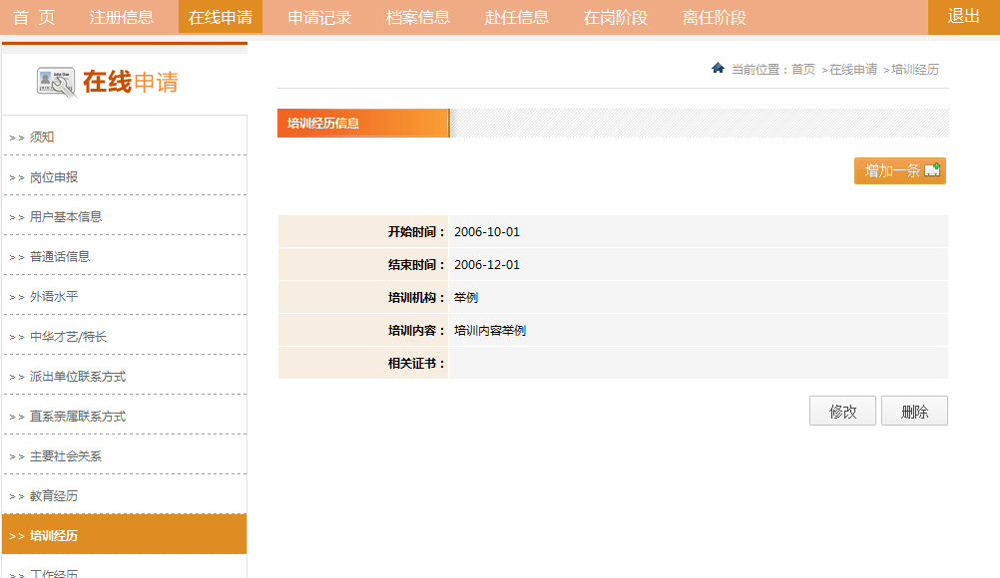 首 页 注册信息 在线申请 申请记录 档案信息 赴任信息 在岗阶段 离任阶段 退出
在线申请
当前位置：首页 >在线申请 >培训经历
>> 须知
>> 岗位申报
>> 用户基本信息
>> 普通话信息
>> 外语水平
>> 中华才艺/特长
>> 派出单位联系方式
>> 直系亲属联系方式
>> 主要社会关系
>> 教育经历
>> 培训经历
>> 工作经历
培训经历信息
增加一条
开始时间： 2006-10-01
结束时间： 2006-12-01
培训机构： 举例
培训内容： 培训内容举例
相关证书：
修改 删除